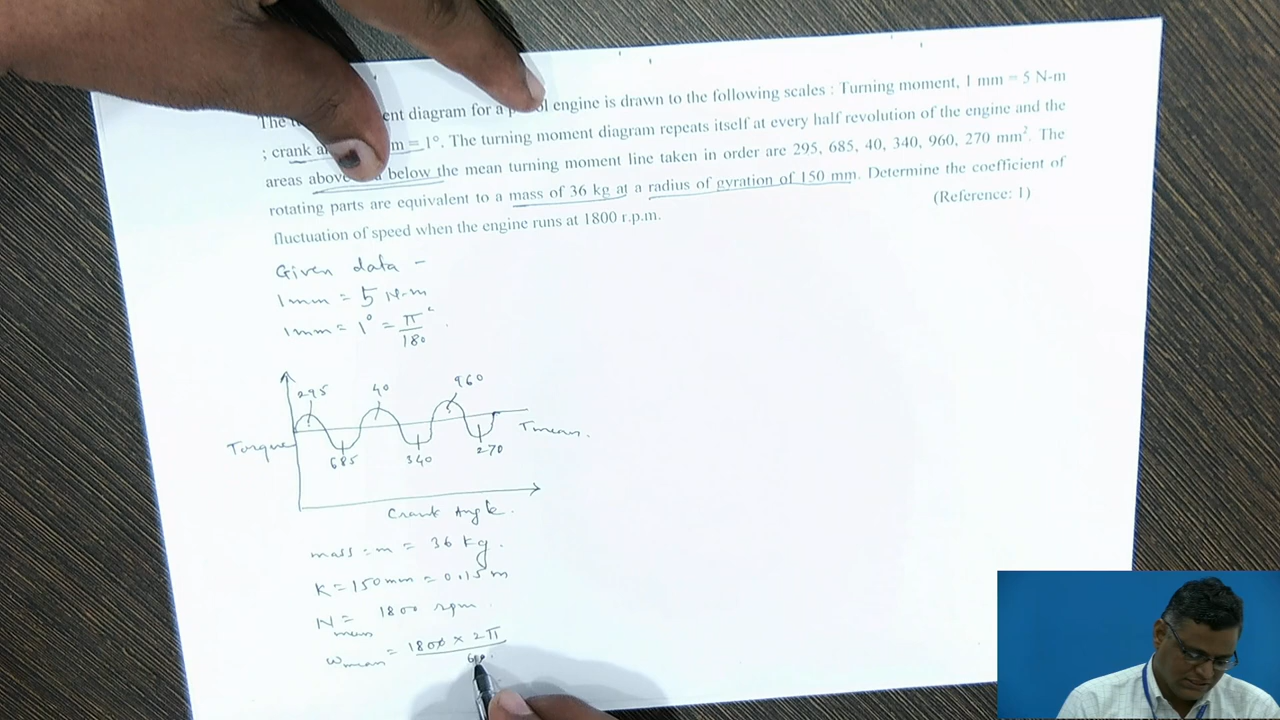 The ent diagram for a engine is drawn to the following scales : Turning moment, 1 mm = 5 N-m
; crank m = 1°. The turning moment diagram repeats itself at every half revolution of the engine and the
areas above below the mean turning moment line taken in order are 295, 685, 40, 340, 960, 270 mm². The
rotating parts are equivalent to a mass of 36 kg at a radius of gyration of 150 mm. Determine the coefficient of
fluctuation of speed when the engine runs at 1800 r.p.m.
(Reference: 1)
Given data -
1mm = 5 N-m
1mm = 1° = π/180 c
295 40 960
Torque Tmean.
685 340 270
Crank Angle.
mass = m = 36 kg.
K = 150mm = 0.15 m
Nmean = 1800 rpm.
ωmean = 1800 × 2π / 60